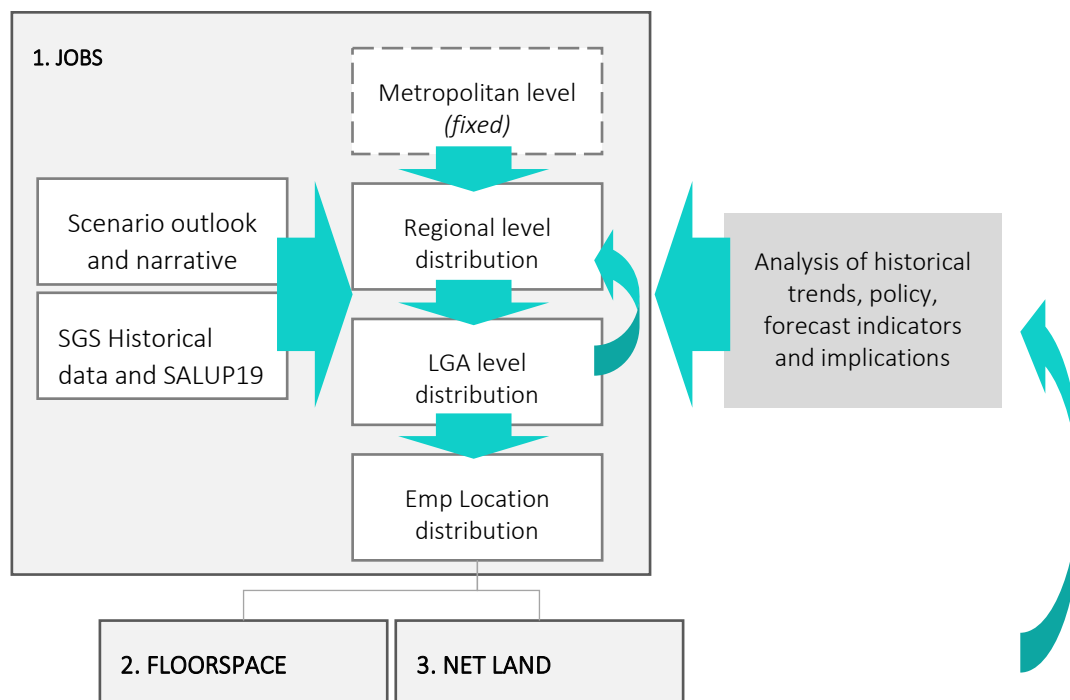 1. JOBS
Metropolitan level
(fixed)
Scenario outlook
and narrative
SGS Historical
data and SALUP19
Regional level
distribution
LGA level
distribution
Emp Location
distribution
Analysis of historical
trends, policy,
forecast indicators
and implications
2. FLOORSPACE
3. NET LAND